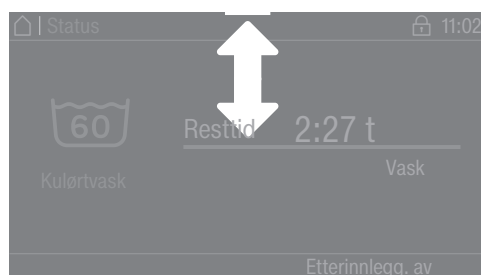 Status 11:02
60 Resttid 2:27 t
Kulørtvask Vask
Etterinnlegg. av